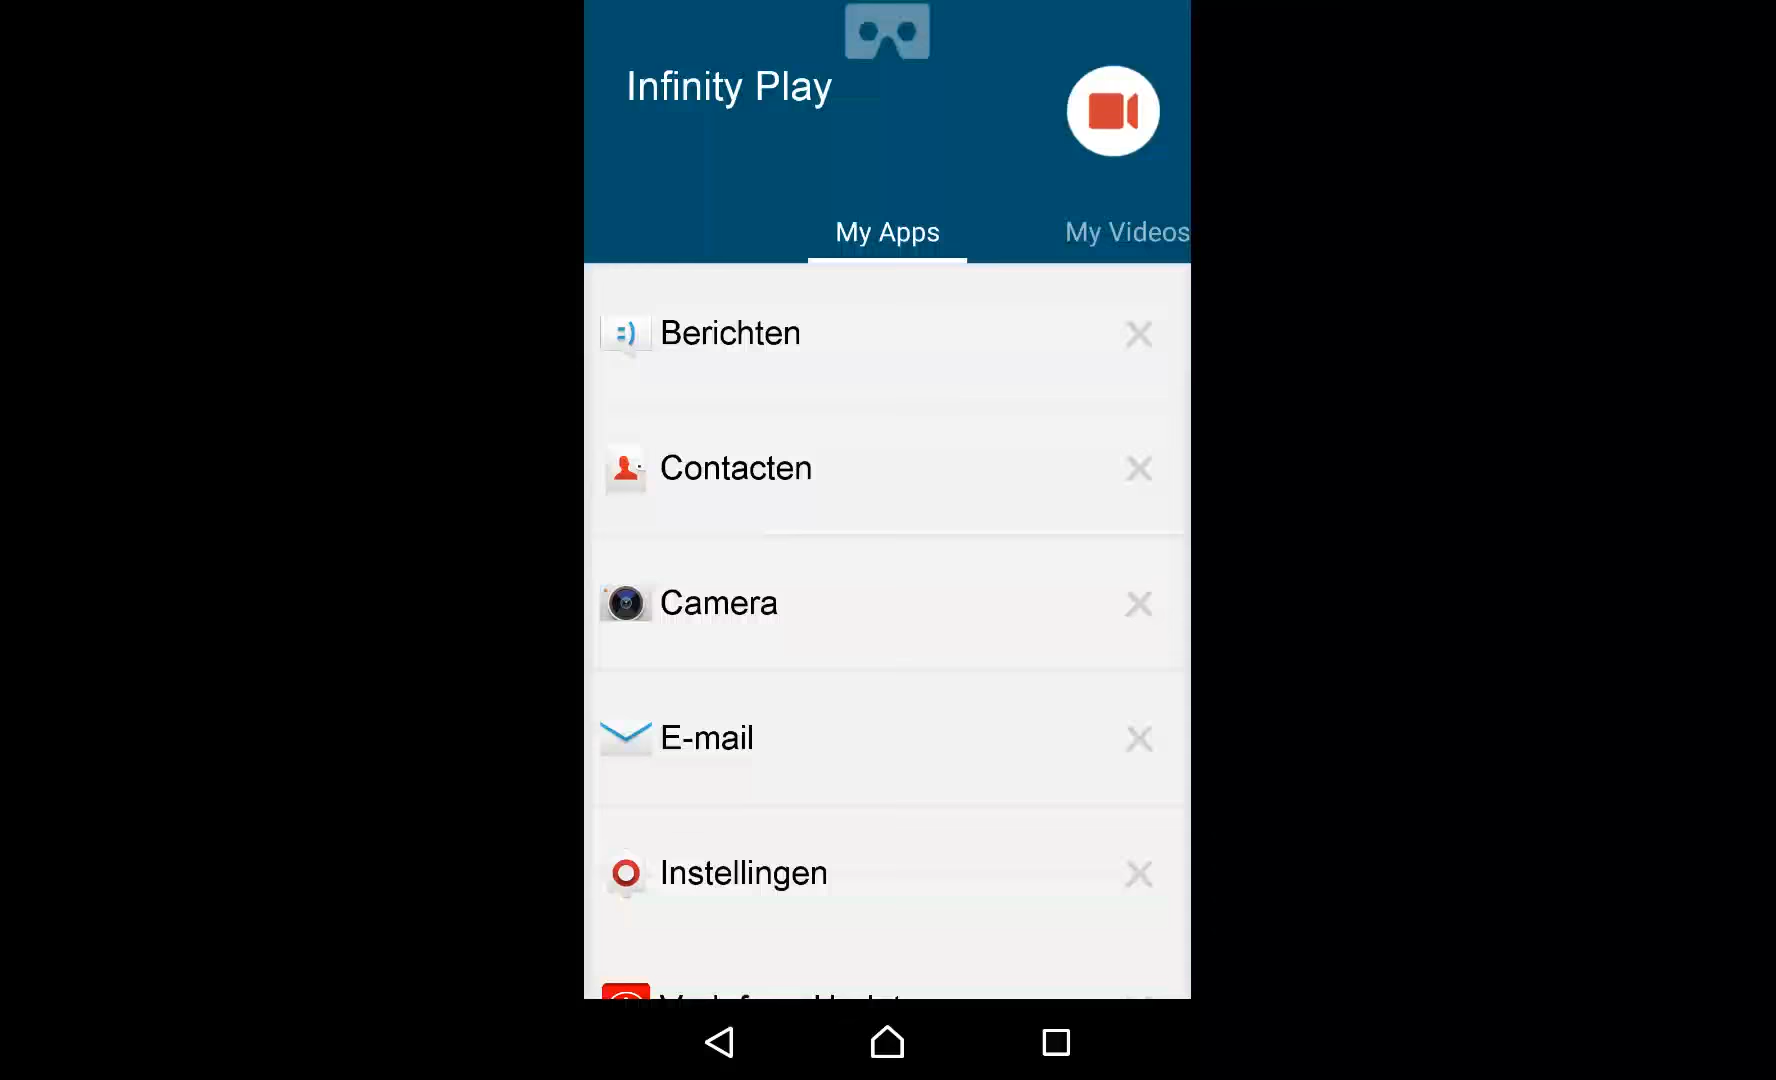 Infinity Play
My Apps My Videos
Berichten
Contacten
Camera
E-mail
Instellingen